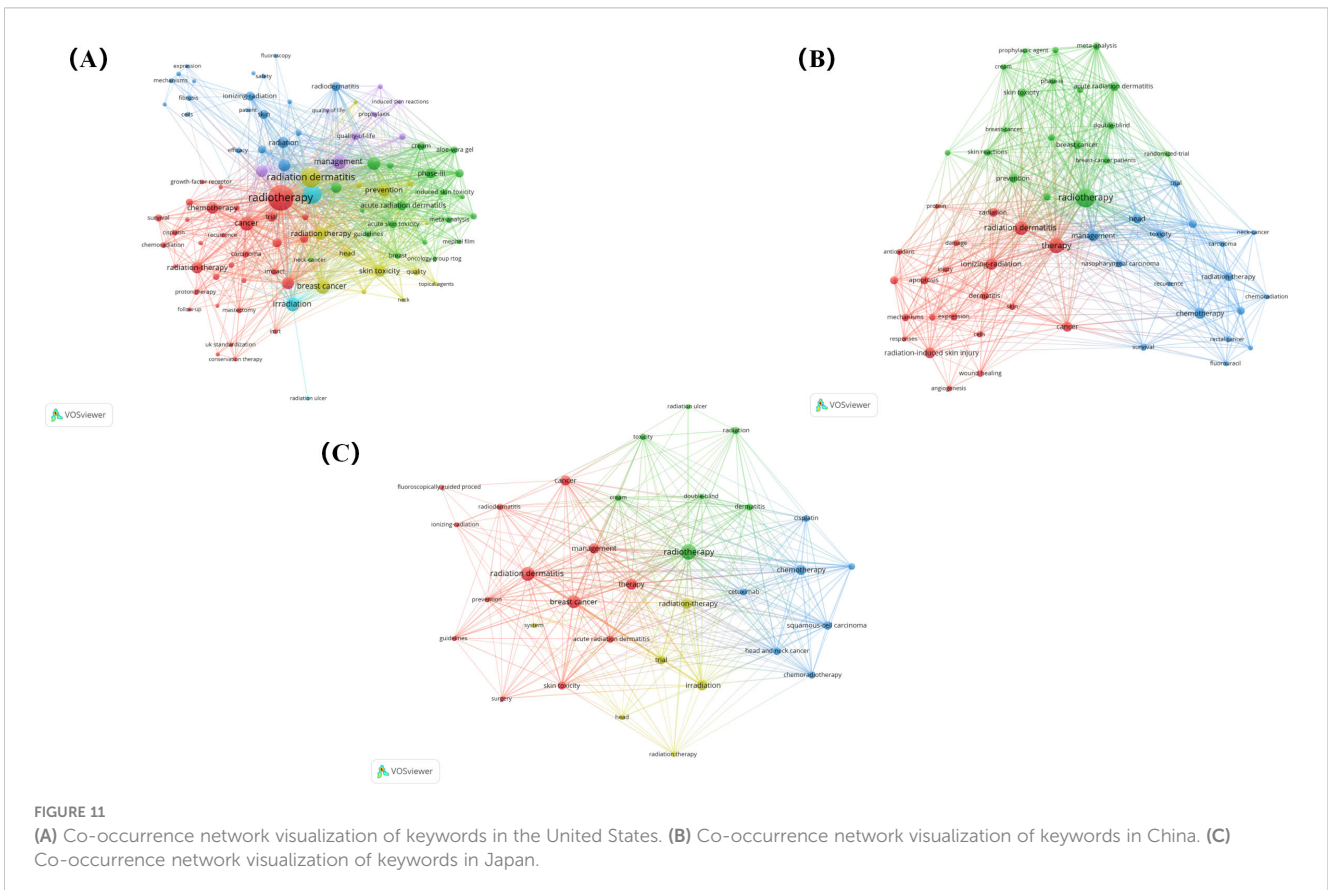 (A)
fluoroscopy
expression
mechanisms
safety
ionizing-radiation
radiodermatitis
fibrosis
induced skin reactions
patient
quality-of-life
prophylaxis
cells
skin
quality-of-life
radiation
creams
aloe-vera gel
efficacy
management
phase-iii
growth-factor receptor
radiation dermatitis
prevention
induced skin toxicity
radiotherapy
acute radiation dermatitis
chemotherapy
survival
trial
meta-analysis
cancer
acute skin toxicity
cisplatin
recurrence
radiation therapy
guidelines
mepitel film
chemoradiation
carcinoma
head
breast
oncology group rtog
neck-cancer
radiation-therapy
impact
skin toxicity
quality
proton therapy
breast cancer
topical agents
neck
follow-up
mastectomy
irradiation
imrt
uk standardization
conservation therapy
radiation ulcer
VOSviewer
(B)
prophylactic agent
meta-analysis
cream
phase-iii
skin toxicity
acute radiation dermatitis
breast-cancer
double-blind
breast cancer
skin reactions
breast-cancer patients
randomized-trial
prevention
trial
radiotherapy
protein
radiation
head
radiation dermatitis
management
toxicity
neck-cancer
therapy
carcinoma
antioxidant
damage
ionizing-radiation
nasopharyngeal carcinoma
injury
radiation-therapy
apoptosis
recurrence
dermatitis
chemoradiation
skin
mechanisms
expression
chemotherapy
cancer
responses
cells
rectal cancer
radiation-induced skin injury
survival
wound healing
fluorouracil
angiogenesis
VOSviewer
(C)
radiation ulcer
toxicity
radiation
cancer
fluoroscopically guided proced
cream
double-blind
radiodermatitis
dermatitis
cisplatin
ionizing-radiation
management
radiotherapy
radiation dermatitis
chemotherapy
therapy
cetuximab
prevention
breast cancer
radiation-therapy
system
squamous-cell carcinoma
guidelines
acute radiation dermatitis
head and neck cancer
trial
chemoradiotherapy
skin toxicity
irradiation
surgery
head
radiation therapy
VOSviewer
FIGURE 11
(A) Co-occurrence network visualization of keywords in the United States. (B) Co-occurrence network visualization of keywords in China. (C)
Co-occurrence network visualization of keywords in Japan.